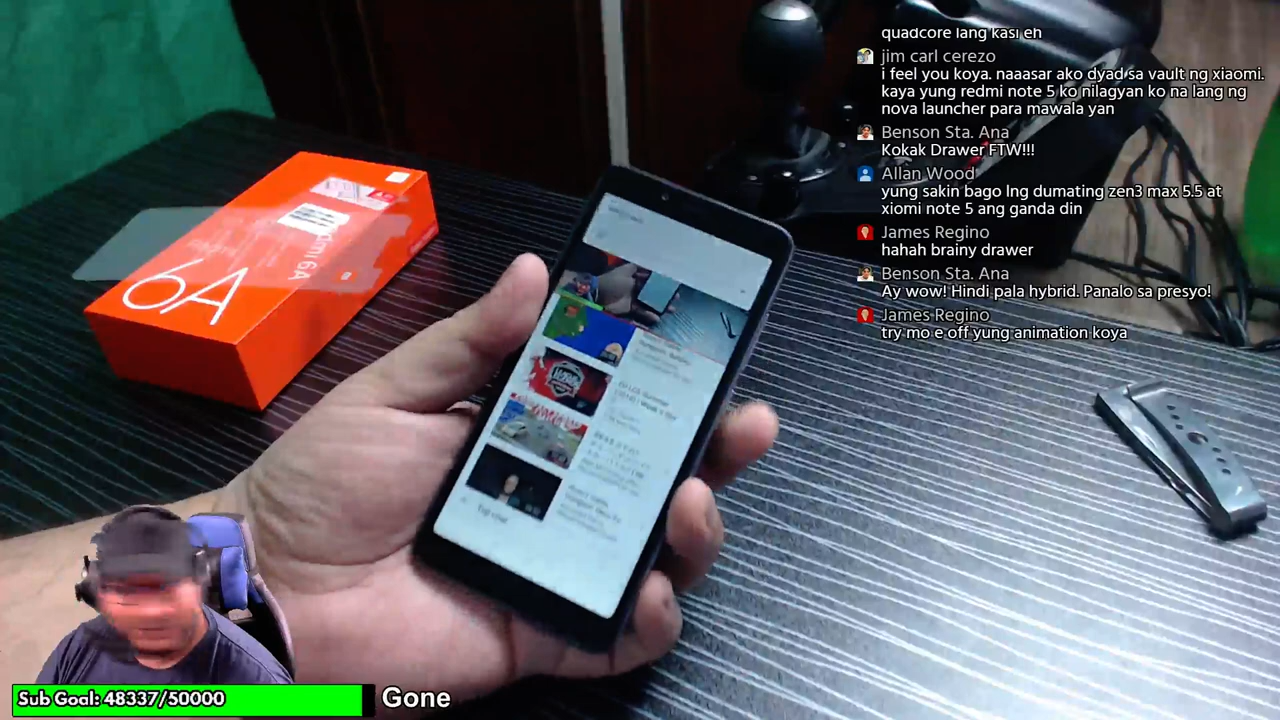 quadcore lang kasi eh
jim carl cerezo
i feel you koya. naaasar ako dyad sa vault ng xiaomi.
kaya yung redmi note 5 ko nilagyan ko na lang ng
nova launcher para mawala yan
Benson Sta. Ana
Kokak Drawer FTW!!!
Allan Wood
yung sakin bago lng dumating zen3 max 5.5 at
xiomi note 5 ang ganda din
James Regino
hahah brainy drawer
Benson Sta. Ana
Ay wow! Hindi pala hybrid. Panalo sa presyo!
James Regino
try mo e off yung animation koya
6A
Redmi 6A
Top chat
Sub Goal: 48337/50000
Gone